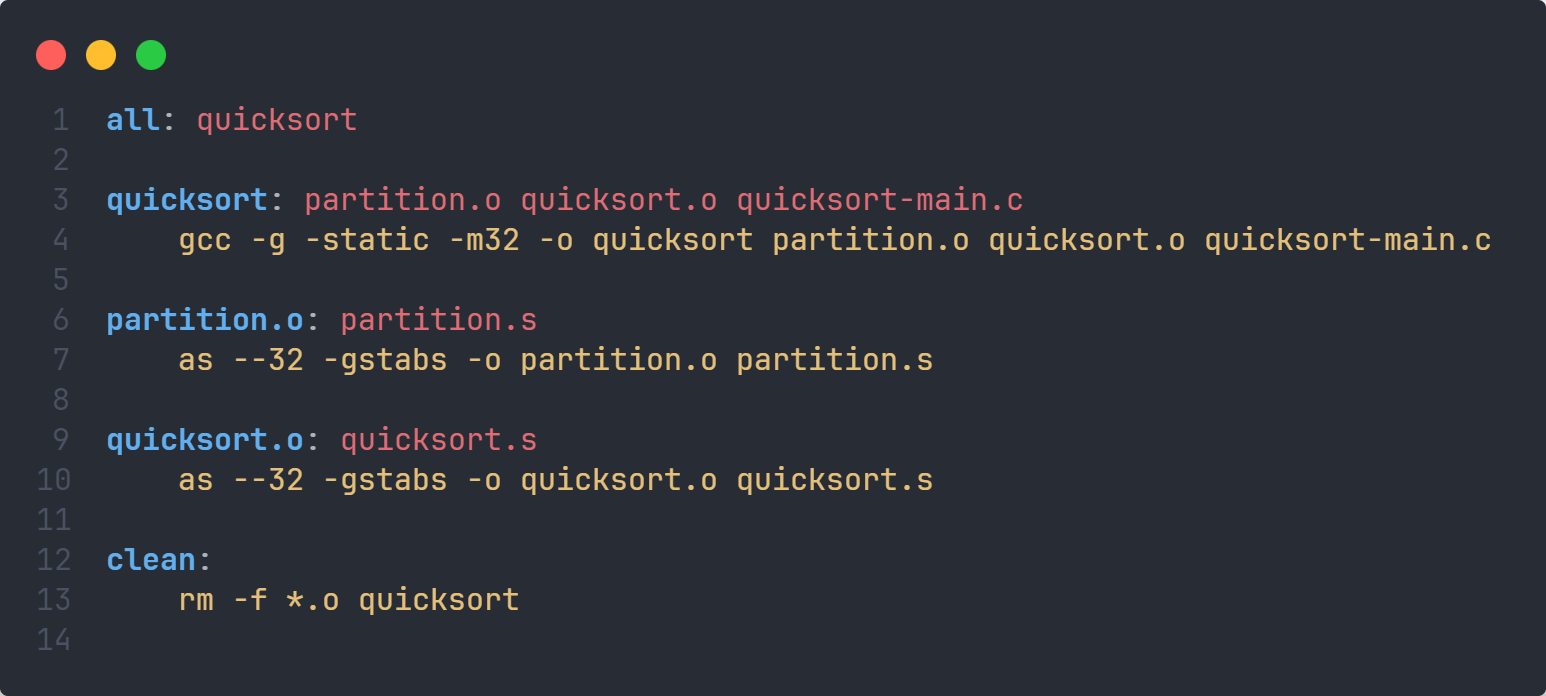 1 all: quicksort
2
3 quicksort: partition.o quicksort.o quicksort-main.c
4     gcc -g -static -m32 -o quicksort partition.o quicksort.o quicksort-main.c
5
6 partition.o: partition.s
7     as --32 -gstabs -o partition.o partition.s
8
9 quicksort.o: quicksort.s
10     as --32 -gstabs -o quicksort.o quicksort.s
11
12 clean:
13     rm -f *.o quicksort
14